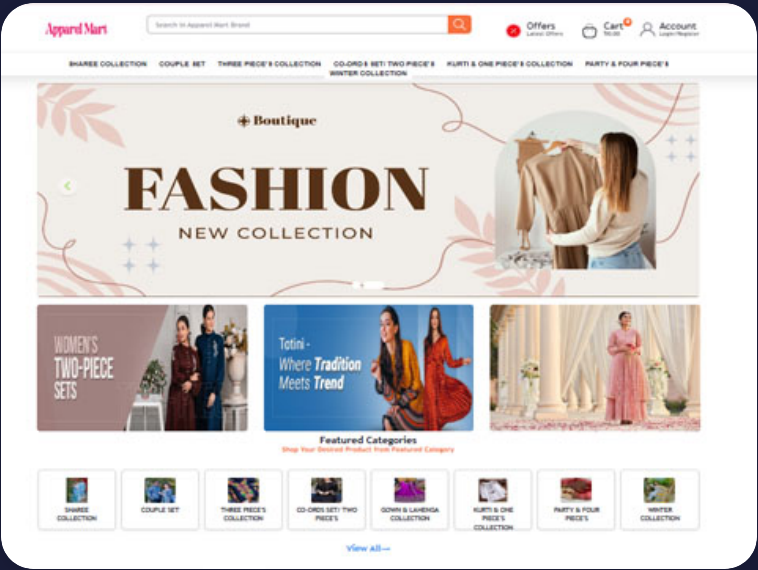 Apparel Mart
Search in Apparel Mart Brand
Offers
Latest Offers
Cart
Account
Login/Register
SHAREE COLLECTION COUPLE SET THREE PIECE'S COLLECTION CO-ORDS SET/ TWO PIECE'S KURTI & ONE PIECE'S COLLECTION PARTY & FOUR PIECE'S
WINTER COLLECTION
Boutique
FASHION
NEW COLLECTION
WOMEN'S
TWO-PIECE
SETS
Totini -
Where Tradition
Meets Trend
Featured Categories
Shop Your Desired Product from Featured Category
SHAREE
COLLECTION
COUPLE SET
THREE PIECE'S
COLLECTION
CO-ORDS SET/ TWO
PIECE'S
GOWN & LAHENGA
COLLECTION
KURTI & ONE
PIECE'S
COLLECTION
PARTY & FOUR
PIECE'S
WINTER
COLLECTION
View All→